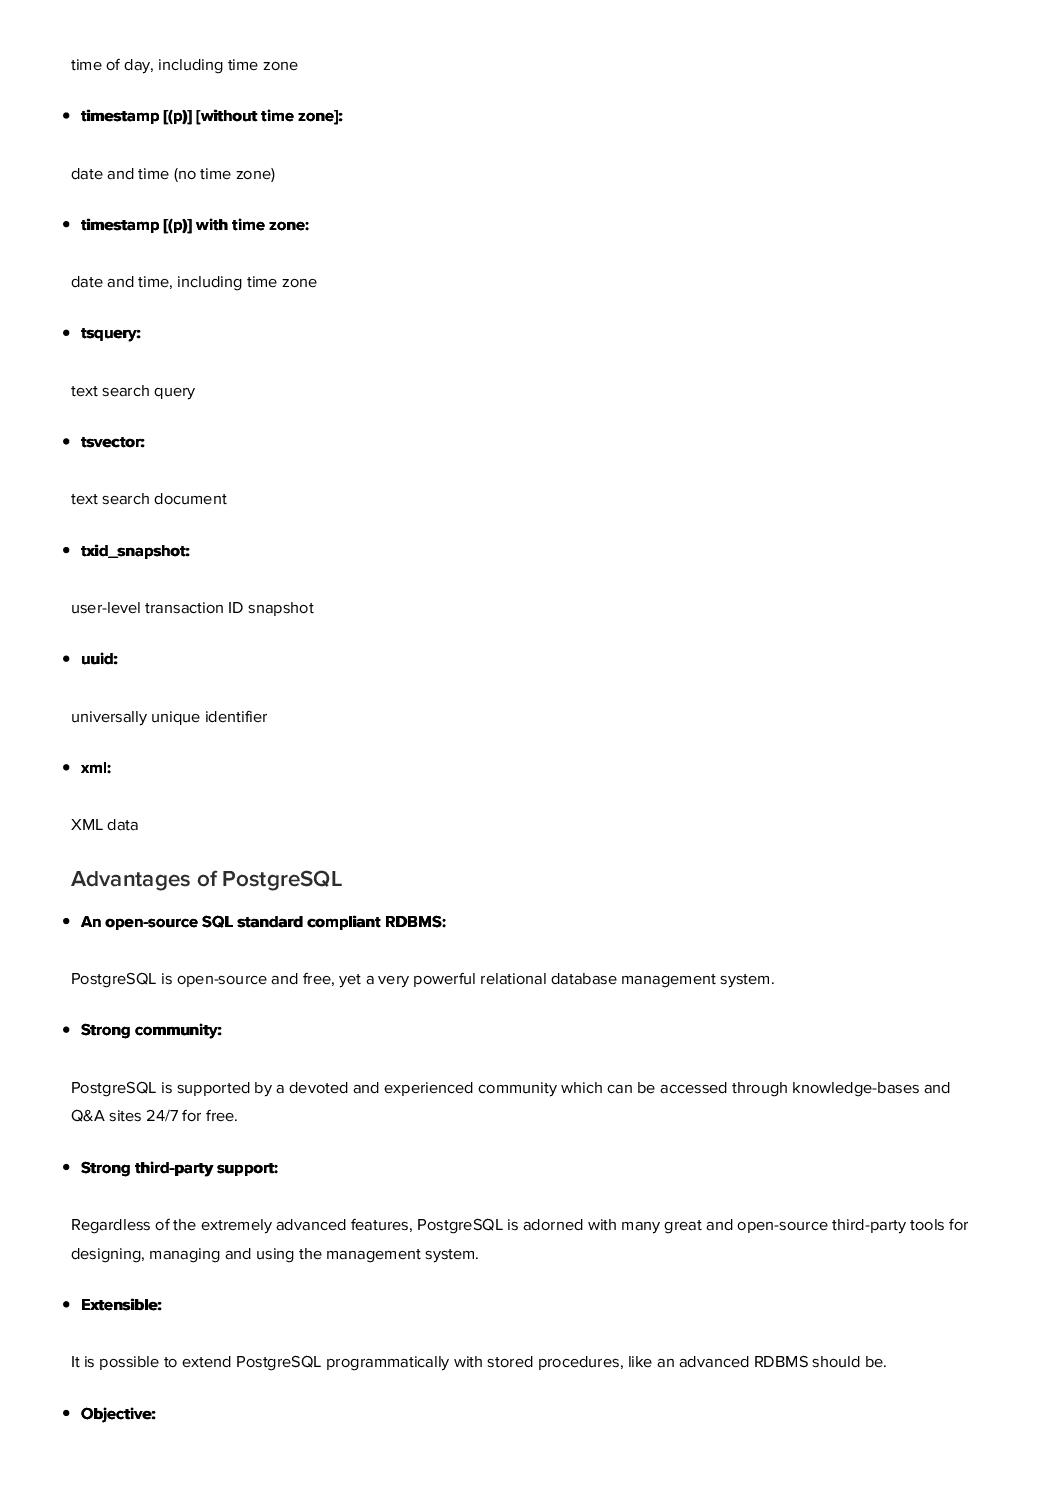 time of day, including time zone
• timestamp [(p)] [without time zone]:
date and time (no time zone)
• timestamp [(p)] with time zone:
date and time, including time zone
• tsquery:
text search query
• tsvector:
text search document
• txid_snapshot:
user-level transaction ID snapshot
• uuid:
universally unique identifier
• xml:
XML data
Advantages of PostgreSQL
• An open-source SQL standard compliant RDBMS:
PostgreSQL is open-source and free, yet a very powerful relational database management system.
• Strong community:
PostgreSQL is supported by a devoted and experienced community which can be accessed through knowledge-bases and
Q&A sites 24/7 for free.
• Strong third-party support:
Regardless of the extremely advanced features, PostgreSQL is adorned with many great and open-source third-party tools for
designing, managing and using the management system.
• Extensible:
It is possible to extend PostgreSQL programmatically with stored procedures, like an advanced RDBMS should be.
• Objective: